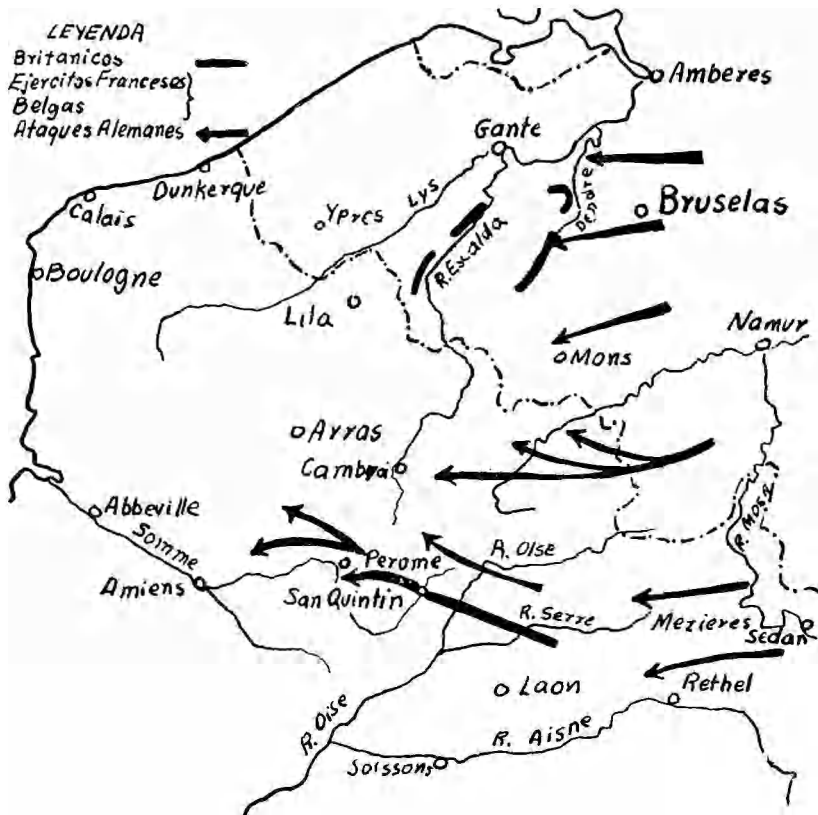 LEYENDA
Britanicos
Ejercitos Franceses
Belgas
Ataques Alemanes
Amberes
Gante
Dunkerque
Calais
Ypres
Lys
Dendre
Bruselas
R. Escalda
Boulogne
Lila
Namur
Mons
Arras
L.
Cambrai
Abbeville
Somme
R. Mosa
R. Oise
Perome
Amiens
San Quintin
R. Serre
Mezieres
Sedan
Laon
Rethel
R. Oise
R. Aisne
Soissons